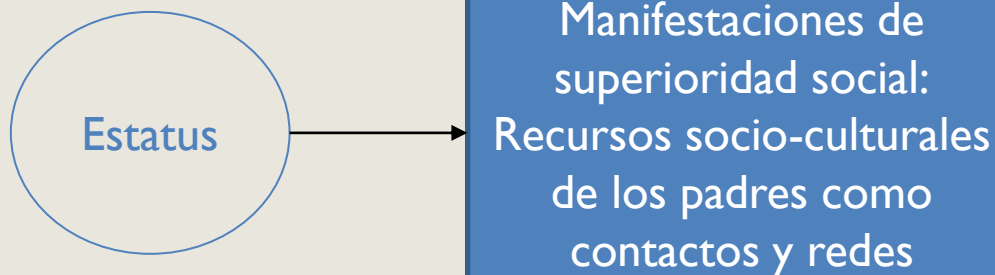 Estatus
Manifestaciones de
superioridad social:
Recursos socio-culturales
de los padres como
contactos y redes